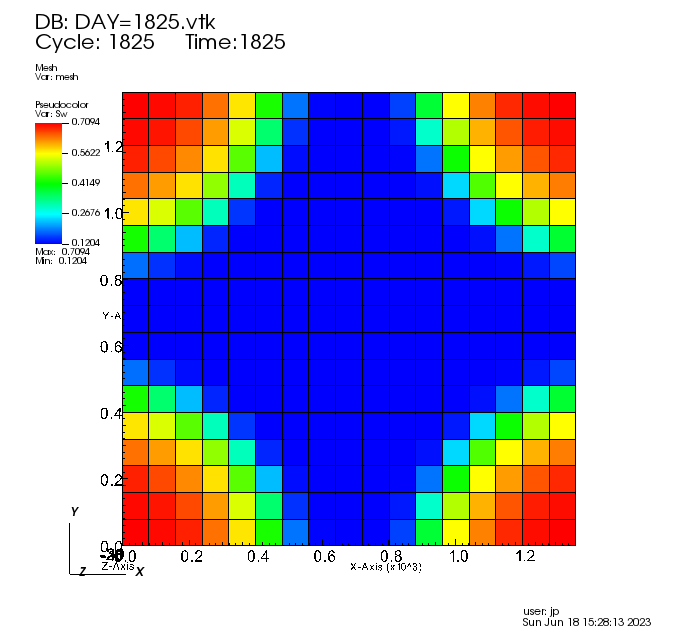 DB: DAY=1825.vtk
Cycle: 1825 Time:1825
Mesh
Var: mesh
Pseudocolor
Var: Sw
0.7094
0.5622
0.4149
0.2676
0.1204
Max: 0.7094
Min: 0.1204
1.2
1.0
0.8
Y-A
0.6
0.4
0.2
0.0
0.0 0.2 0.4 0.6 0.8 1.0 1.2
Z-Axis
X-Axis (x10^3)
Y
Z X
user: jp
Sun Jun 18 15:28:13 2023